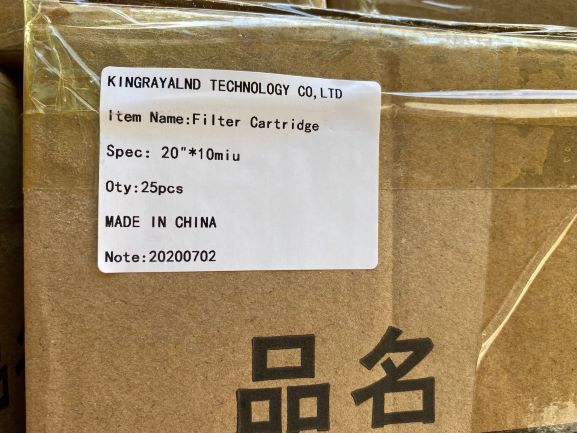 KINGRAYALND TECHNOLOGY CO,LTD
Item Name:Filter Cartridge
Spec: 20"*10miu
Qty:25pcs
MADE IN CHINA
Note:20200702
品名